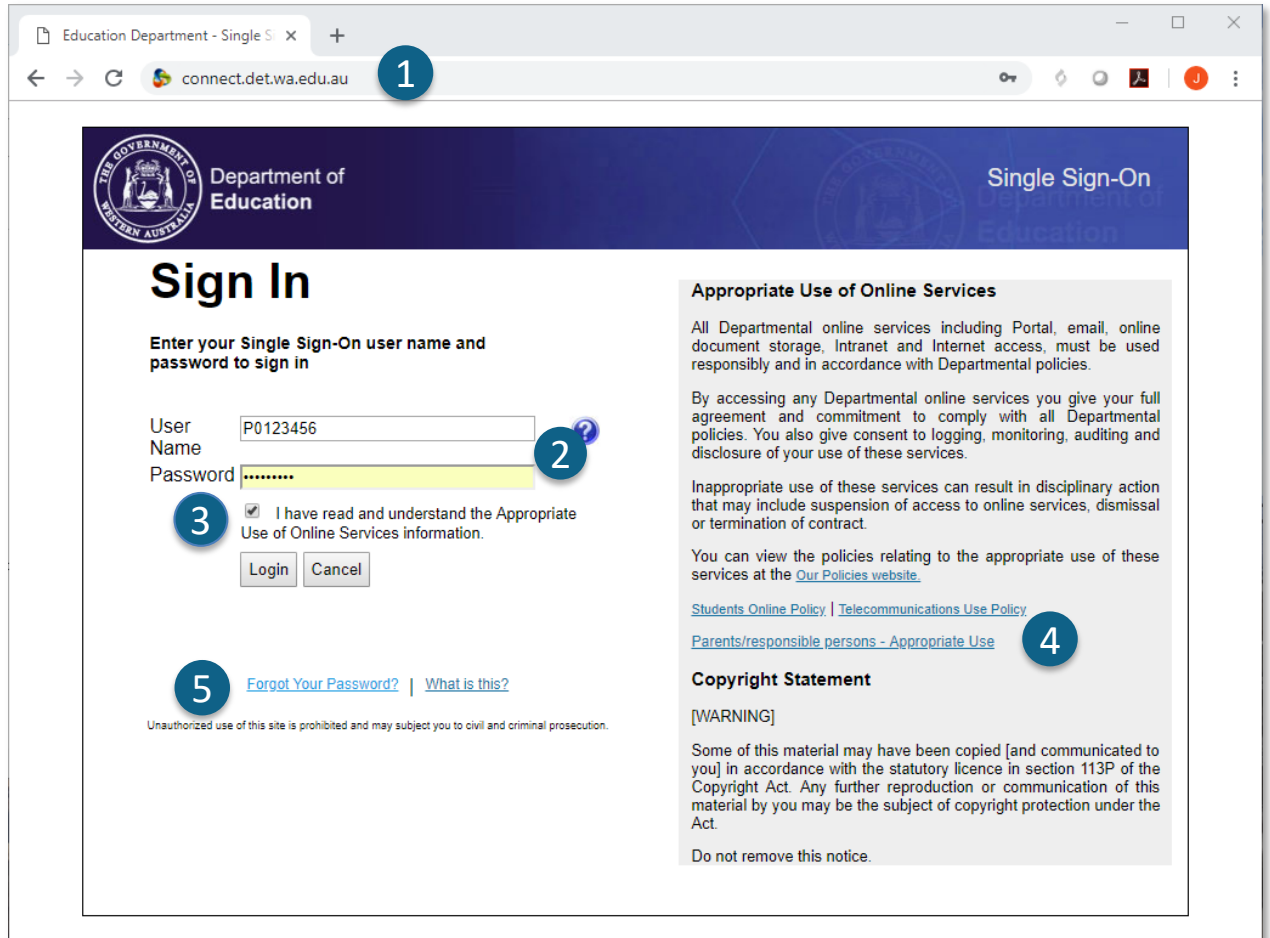 Education Department - Single S
connect.det.wa.edu.au
1
J
THE GOVERNMENT OF
WESTERN AUSTRALIA
Department of
Education
Single Sign-On
Department of
Education
Sign In
Enter your Single Sign-On user name and
password to sign in
User
Name
P0123456
?
2
Password
•••••••••
3
I have read and understand the Appropriate
Use of Online Services information.
Login
Cancel
5
Forgot Your Password? | What is this?
Unauthorized use of this site is prohibited and may subject you to civil and criminal prosecution.
Appropriate Use of Online Services
All Departmental online services including Portal, email, online
document storage, Intranet and Internet access, must be used
responsibly and in accordance with Departmental policies.
By accessing any Departmental online services you give your full
agreement and commitment to comply with all Departmental
policies. You also give consent to logging, monitoring, auditing and
disclosure of your use of these services.
Inappropriate use of these services can result in disciplinary action
that may include suspension of access to online services, dismissal
or termination of contract.
You can view the policies relating to the appropriate use of these
services at the Our Policies website.
Students Online Policy | Telecommunications Use Policy
Parents/responsible persons - Appropriate Use
4
Copyright Statement
[WARNING]
Some of this material may have been copied [and communicated to
you] in accordance with the statutory licence in section 113P of the
Copyright Act. Any further reproduction or communication of this
material by you may be the subject of copyright protection under the
Act.
Do not remove this notice.